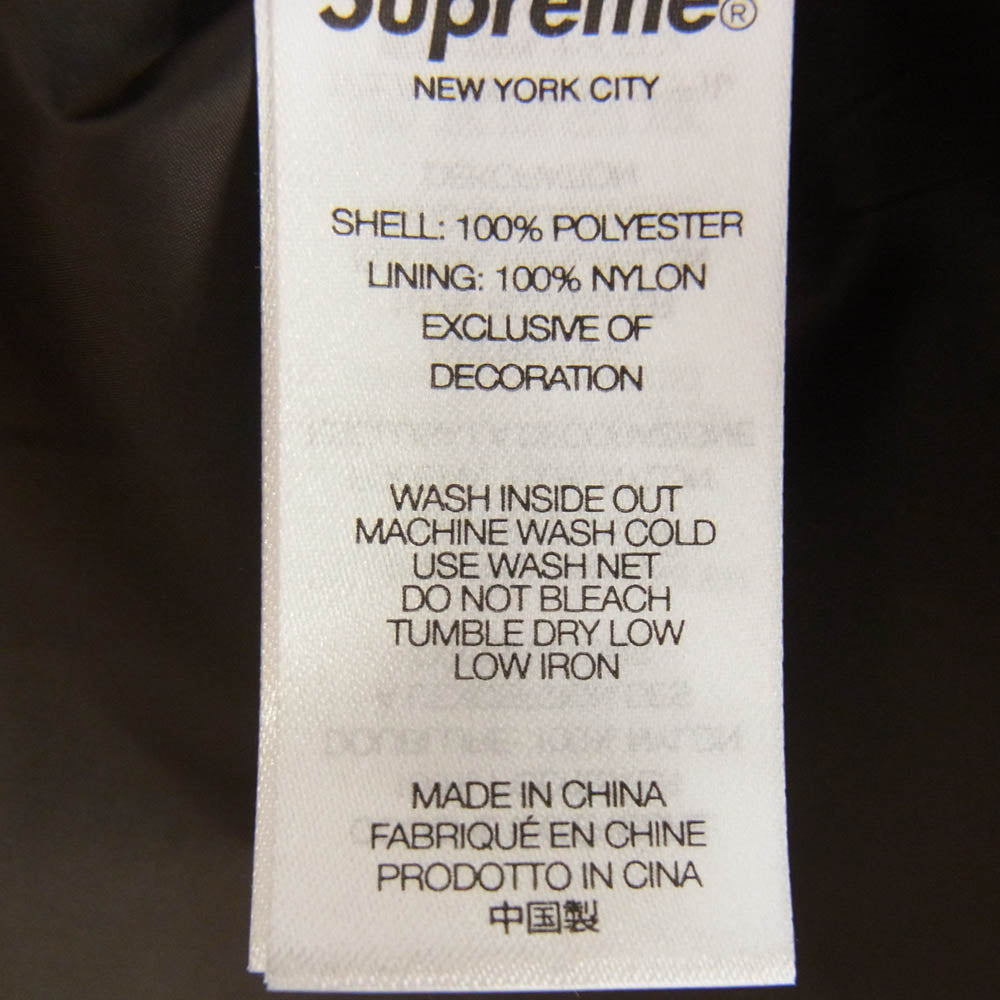 Supreme®
NEW YORK CITY
SHELL: 100% POLYESTER
LINING: 100% NYLON
EXCLUSIVE OF
DECORATION
WASH INSIDE OUT
MACHINE WASH COLD
USE WASH NET
DO NOT BLEACH
TUMBLE DRY LOW
LOW IRON
MADE IN CHINA
FABRIQUÉ EN CHINE
PRODOTTO IN CINA
中国製